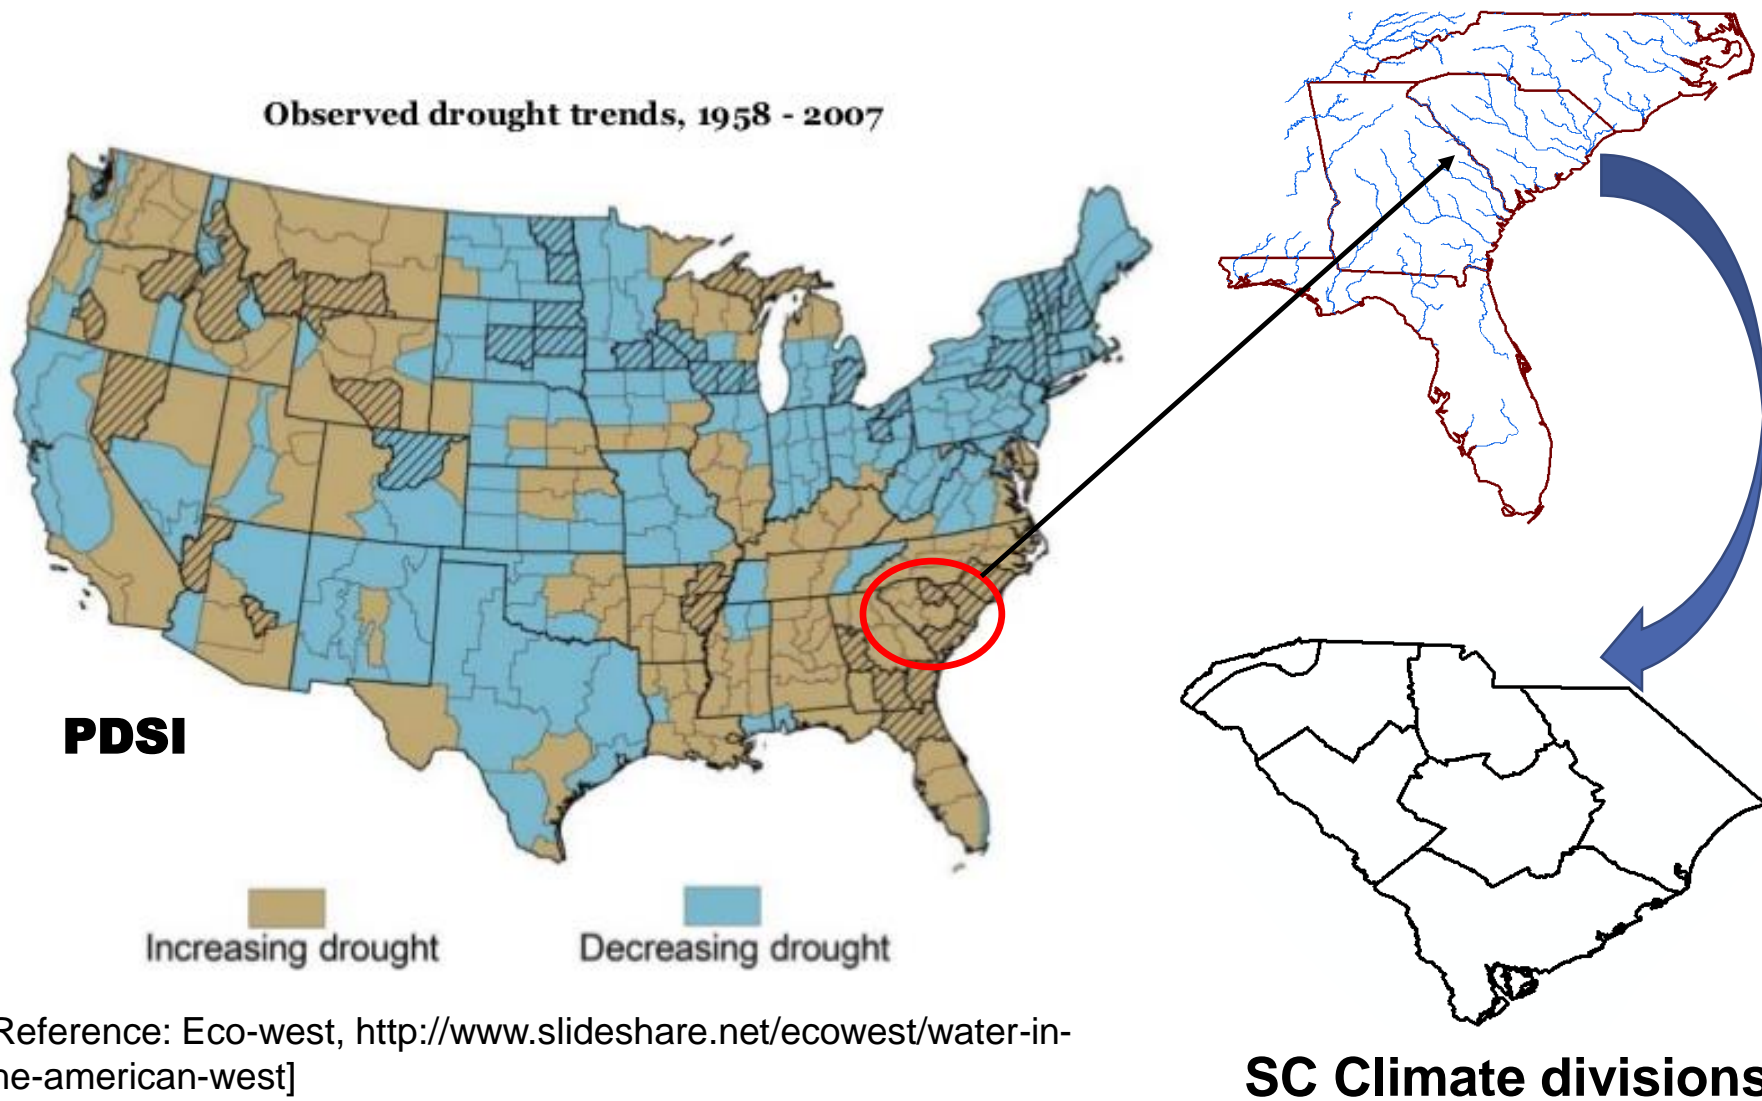 Observed drought trends, 1958 - 2007
PDSI
Increasing drought
Decreasing drought
Reference: Eco-west, http://www.slideshare.net/ecowest/water-in-
he-american-west]
SC Climate divisions